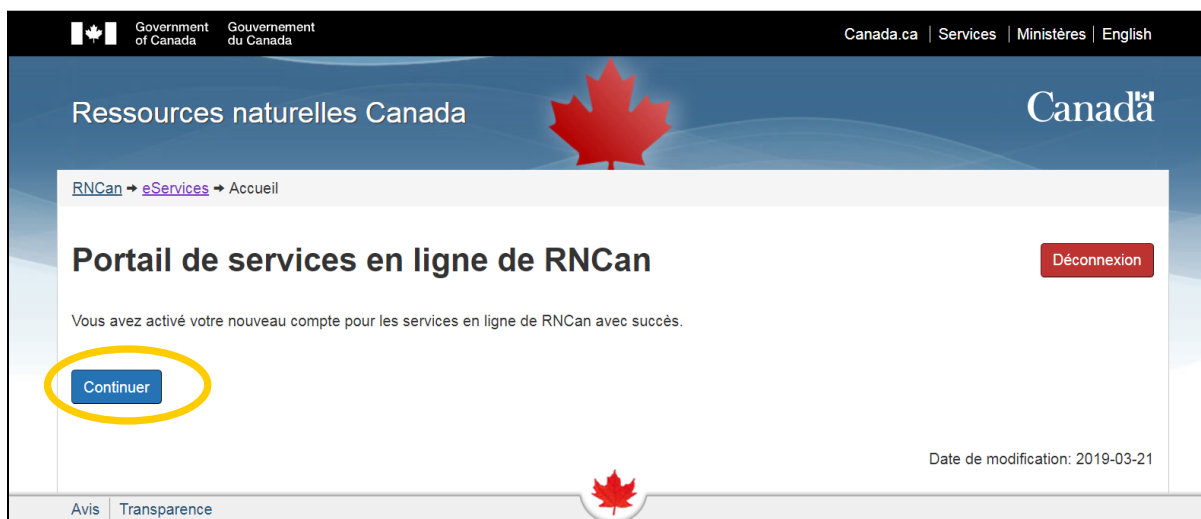 Government Gouvernement
of Canada du Canada
Canada.ca | Services | Ministères | English
Ressources naturelles Canada
Canada
RNCan → eServices → Accueil
Portail de services en ligne de RNCan
Déconnexion
Vous avez activé votre nouveau compte pour les services en ligne de RNCan avec succès.
Continuer
Date de modification: 2019-03-21
Avis | Transparence